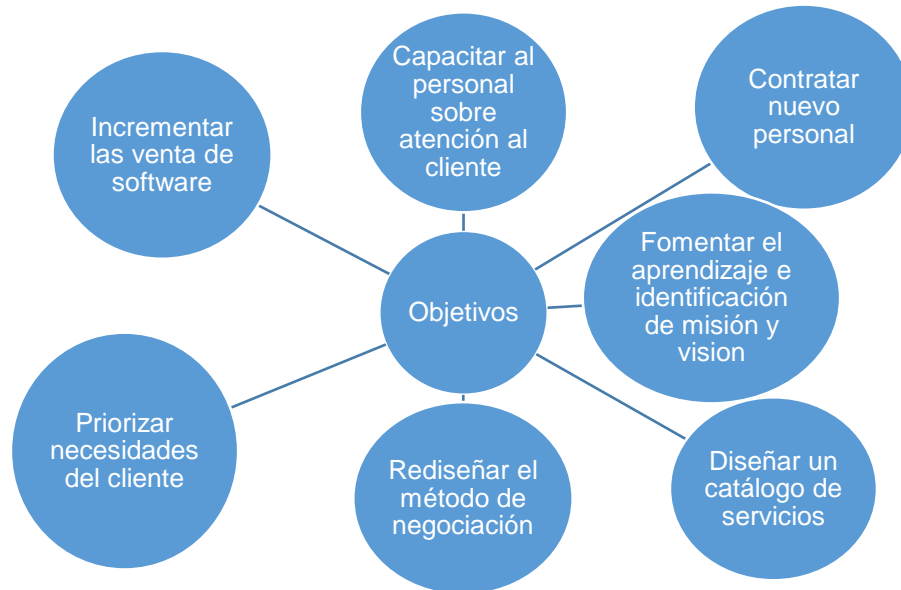 Capacitar al
personal
sobre
atención al
cliente
Contratar
nuevo
personal
Incrementar
las venta de
software
Fomentar el
aprendizaje e
identificación
de misión y
vision
Objetivos
Priorizar
necesidades
del cliente
Rediseñar el
método de
negociación
Diseñar un
catálogo de
servicios